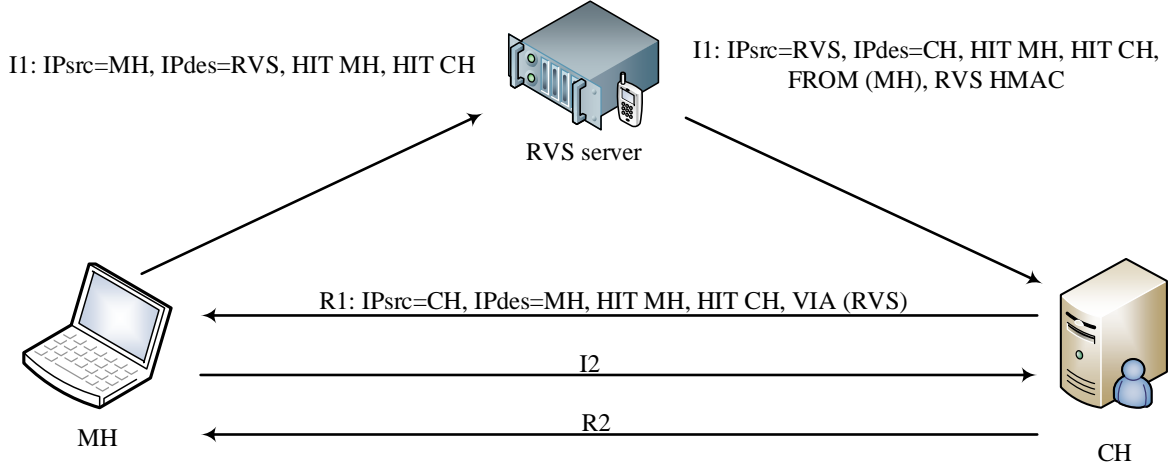 I1: IPsrc=MH, IPdes=RVS, HIT MH, HIT CH
I1: IPsrc=RVS, IPdes=CH, HIT MH, HIT CH,
FROM (MH), RVS HMAC
RVS server
R1: IPsrc=CH, IPdes=MH, HIT MH, HIT CH, VIA (RVS)
I2
R2
MH
CH